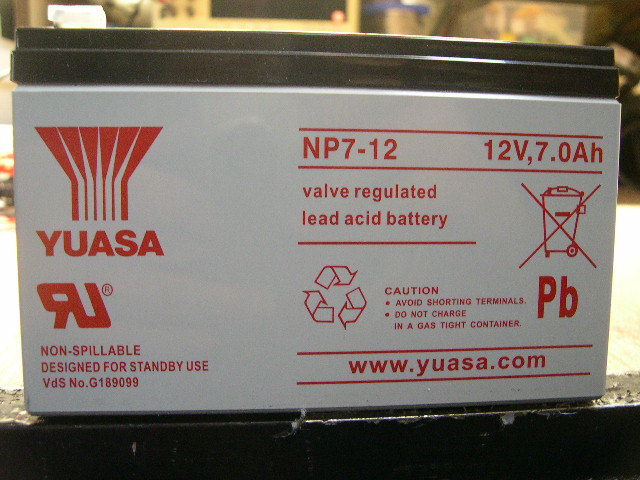 YUASA
NP7-12 12V,7.0Ah
valve regulated
lead acid battery
RU®
NON-SPILLABLE
DESIGNED FOR STANDBY USE
VdS No.G189099
CAUTION
• AVOID SHORTING TERMINALS.
• DO NOT CHARGE
IN A GAS TIGHT CONTAINER.
Pb
www.yuasa.com